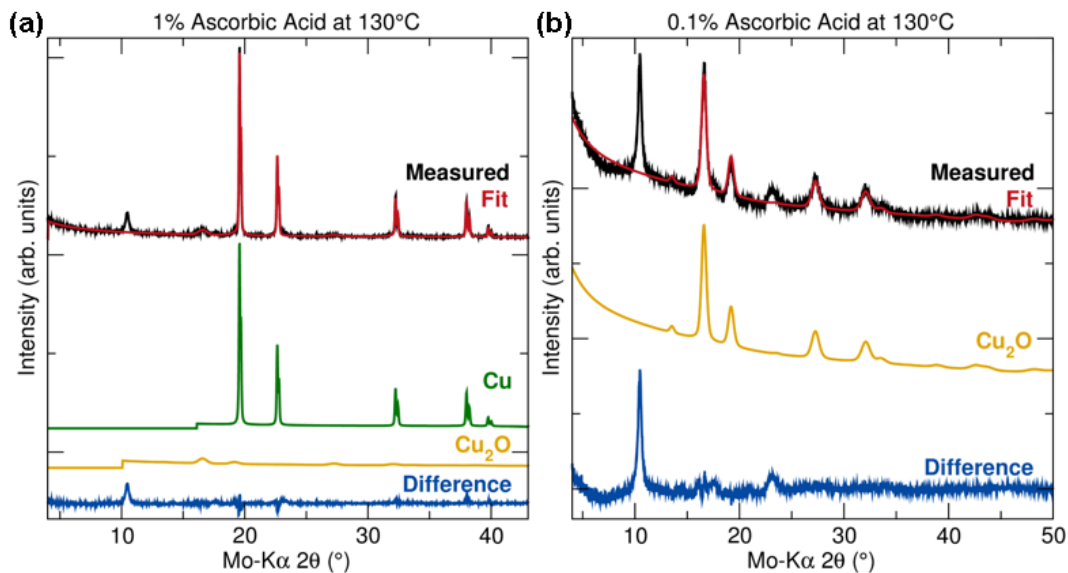 (a)
1% Ascorbic Acid at 130°C
Intensity (arb. units)
Measured
Fit
Cu
Cu₂O
Difference
10 20 30 40
Mo-Kα 2θ (°)
(b)
0.1% Ascorbic Acid at 130°C
Intensity (arb. units)
Measured
Fit
Cu₂O
Difference
10 20 30 40 50
Mo-Kα 2θ (°)